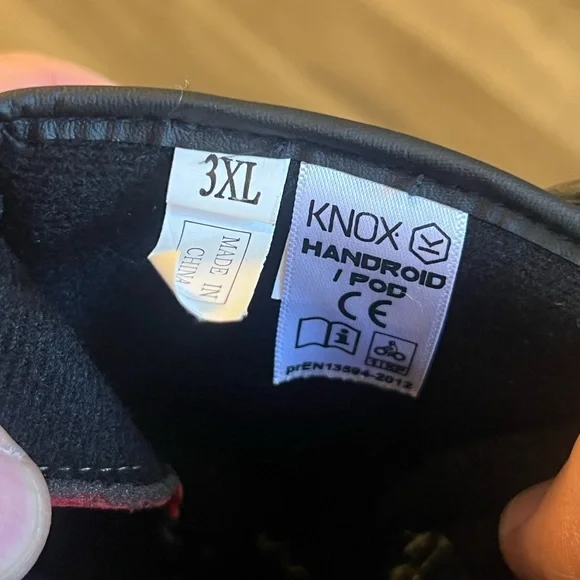 3XL
MADE IN
CHINA
KNOX
HANDROID
/ POD
CE
i
prEN13594-2012